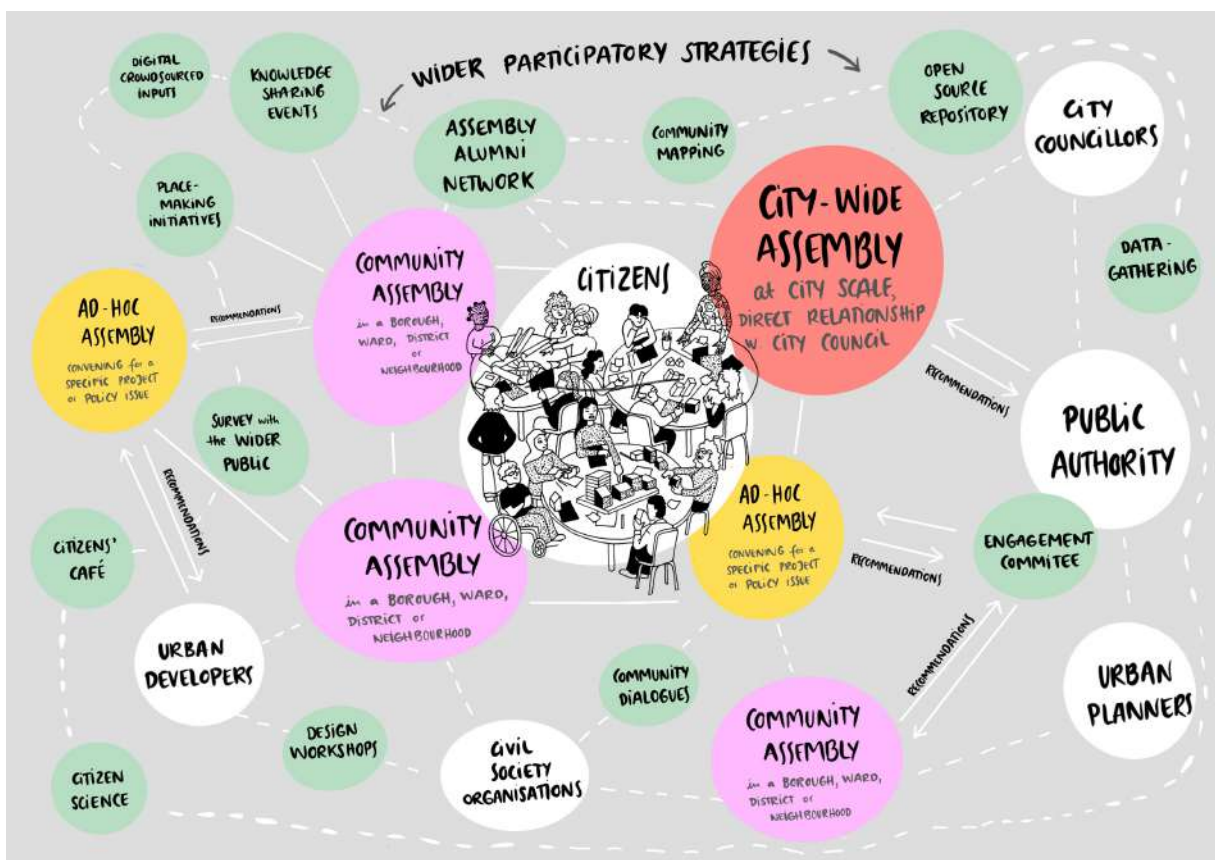 WIDER PARTICIPATORY STRATEGIES
DIGITAL
CROWDSOURCED
INPUTS
KNOWLEDGE
SHARING
EVENTS
ASSEMBLY
ALUMNI
NETWORK
COMMUNITY
MAPPING
OPEN
SOURCE
REPOSITORY
CITY
COUNCILLORS
PLACE-
MAKING
INITIATIVES
COMMUNITY
ASSEMBLY
in a BOROUGH,
WARD, DISTRICT
or
NEIGHBOURHOOD
CITIZENS
CITY-WIDE
ASSEMBLY
at CITY SCALE,
DIRECT RELATIONSHIP
w CITY COUNCIL
DATA-
GATHERING
AD-HOC
ASSEMBLY
CONVENING for a
SPECIFIC PROJECT
or POLICY ISSUE
RECOMMENDATIONS
RECOMMENDATIONS
SURVEY with
the WIDER
PUBLIC
RECOMMENDATIONS
PUBLIC
AUTHORITY
CITIZENS'
CAFÉ
COMMUNITY
ASSEMBLY
in a BOROUGH, WARD,
DISTRICT or
NEIGHBOURHOOD
AD-HOC
ASSEMBLY
CONVENING for a
SPECIFIC PROJECT
or POLICY ISSUE
RECOMMENDATIONS
ENGAGEMENT
COMMITEE
URBAN
DEVELOPERS
COMMUNITY
DIALOGUES
RECOMMENDATIONS
URBAN
PLANNERS
DESIGN
WORKSHOPS
CIVIL
SOCIETY
ORGANISATIONS
COMMUNITY
ASSEMBLY
in a BOROUGH, WARD,
DISTRICT or
NEIGHBOURHOOD
CITIZEN
SCIENCE